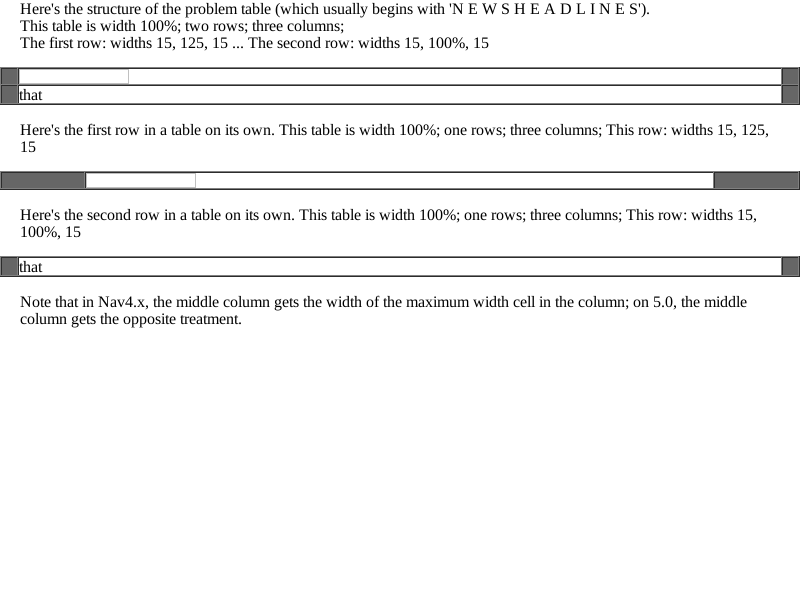 Here's the structure of the problem table (which usually begins with 'N E W S H E A D L I N E S').
This table is width 100%; two rows; three columns;
The first row: widths 15, 125, 15 ... The second row: widths 15, 100%, 15
that
Here's the first row in a table on its own. This table is width 100%; one rows; three columns; This row: widths 15, 125,
15
Here's the second row in a table on its own. This table is width 100%; one rows; three columns; This row: widths 15,
100%, 15
that
Note that in Nav4.x, the middle column gets the width of the maximum width cell in the column; on 5.0, the middle
column gets the opposite treatment.